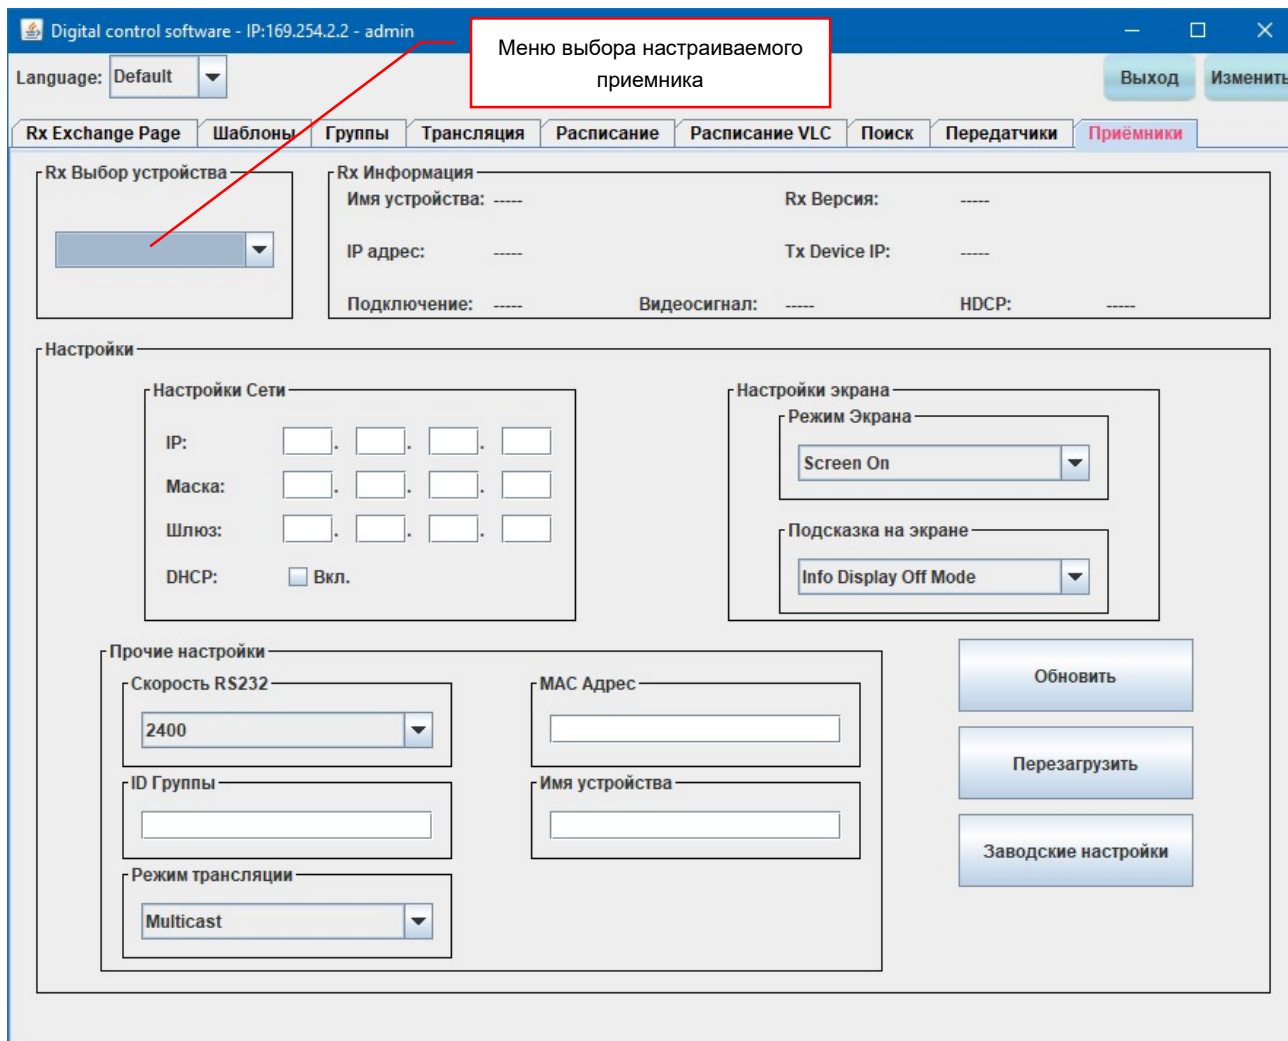 Digital control software - IP:169.254.2.2 - admin
Меню выбора настраиваемого
приемника
Language: Default
Выход
Изменить
Rx Exchange Page
Шаблоны
Группы
Трансляция
Расписание
Расписание VLC
Поиск
Передатчики
Приёмники
Rx Выбор устройства
Rx Информация
Имя устройства: -----
Rx Версия: -----
IP адрес: -----
Tx Device IP: -----
Подключение: -----
Видеосигнал: -----
HDCP: -----
Настройки
Настройки Сети
IP: . . .
Маска: . . .
Шлюз: . . .
DHCP: Вкл.
Настройки экрана
Режим Экрана
Screen On
Подсказка на экране
Info Display Off Mode
Прочие настройки
Скорость RS232
2400
MAC Адрес
ID Группы
Имя устройства
Режим трансляции
Multicast
Обновить
Перезагрузить
Заводские настройки